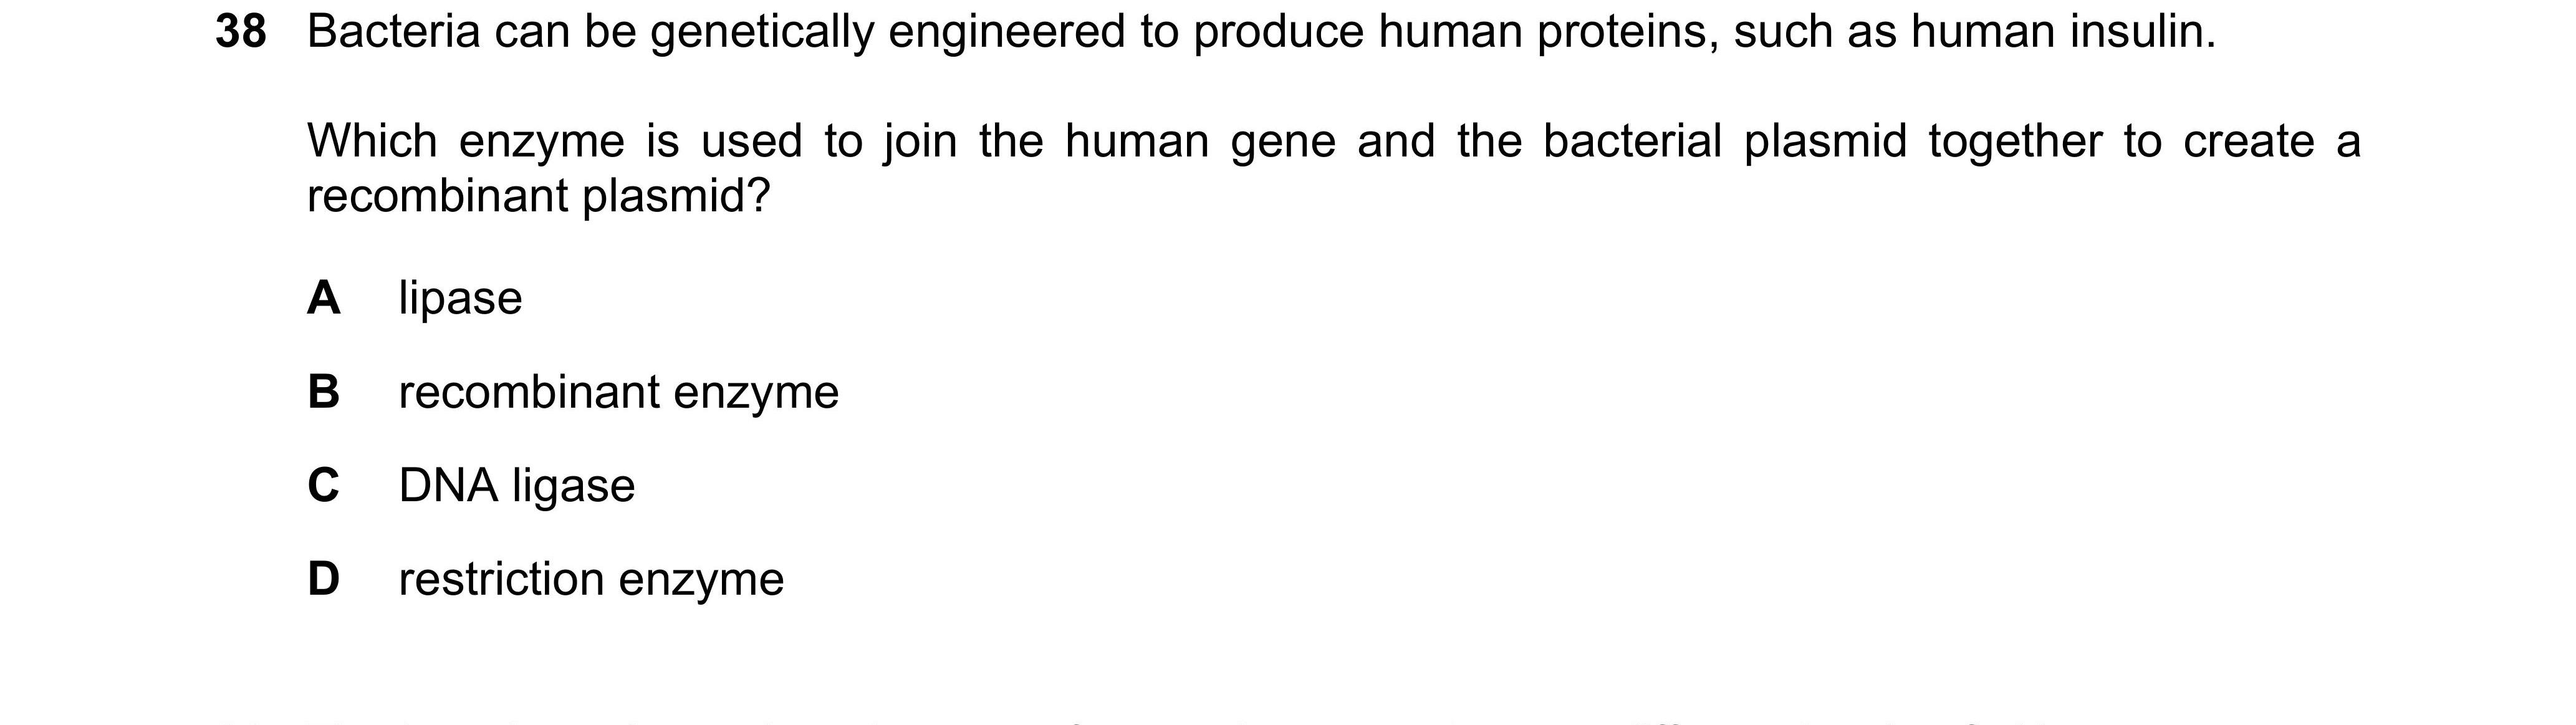 38 Bacteria can be genetically engineered to produce human proteins, such as human insulin.
Which enzyme is used to join the human gene and the bacterial plasmid together to create a
recombinant plasmid?
A lipase
B recombinant enzyme
C DNA ligase
D restriction enzyme